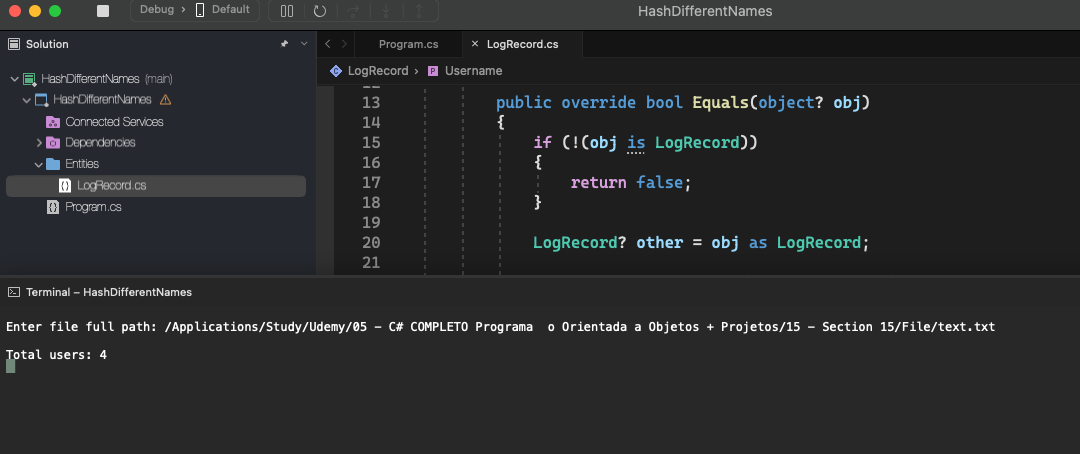 Debug › Default
HashDifferentNames
Solution
Program.cs
× LogRecord.cs
HashDifferentNames (main)
HashDifferentNames
Connected Services
Dependencies
Entities
LogRecord.cs
Program.cs
LogRecord › P Username
12
13 public override bool Equals(object? obj)
14 {
15 if (!(obj is LogRecord))
16 {
17 return false;
18 }
19
20 LogRecord? other = obj as LogRecord;
21
Terminal – HashDifferentNames
Enter file full path: /Applications/Study/Udemy/05 – C# COMPLETO Programa  o Orientada a Objetos + Projetos/15 – Section 15/File/text.txt
Total users: 4